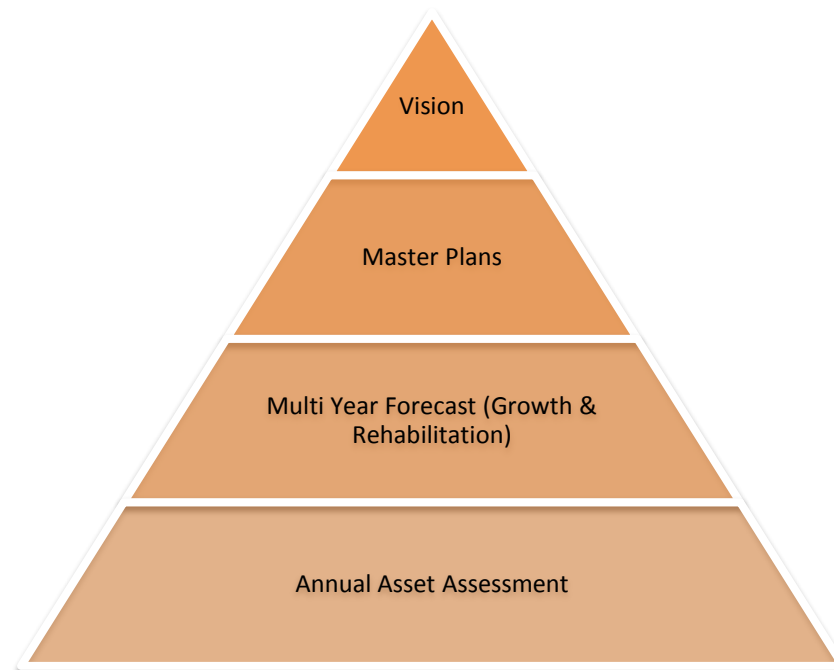 Vision
Master Plans
Multi Year Forecast (Growth &
Rehabilitation)
Annual Asset Assessment